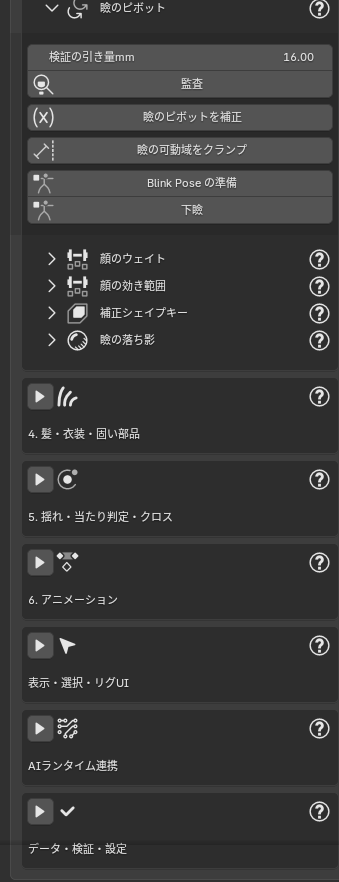 瞼のピボット
検証の引き量mm 16.00
監査
瞼のピボットを補正
瞼の可動域をクランプ
Blink Pose の準備
下瞼
顔のウェイト
顔の効き範囲
補正シェイプキー
瞼の落ち影
4. 髪・衣装・固い部品
5. 揺れ・当たり判定・クロス
6. アニメーション
表示・選択・リグUI
AIランタイム連携
データ・検証・設定